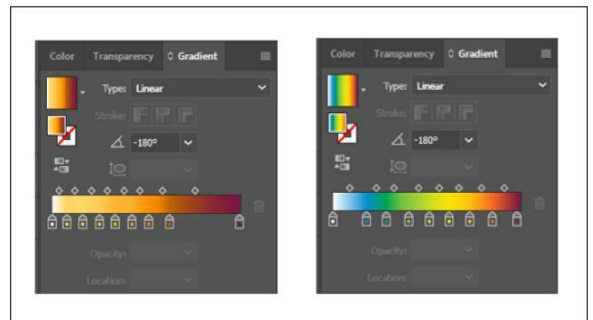 Color Transparency Gradient
Type: Linear
Stroke:
-180°
Opacity:
Location:
Color Transparency Gradient
Type: Linear
Stroke:
-180°
Opacity:
Location: